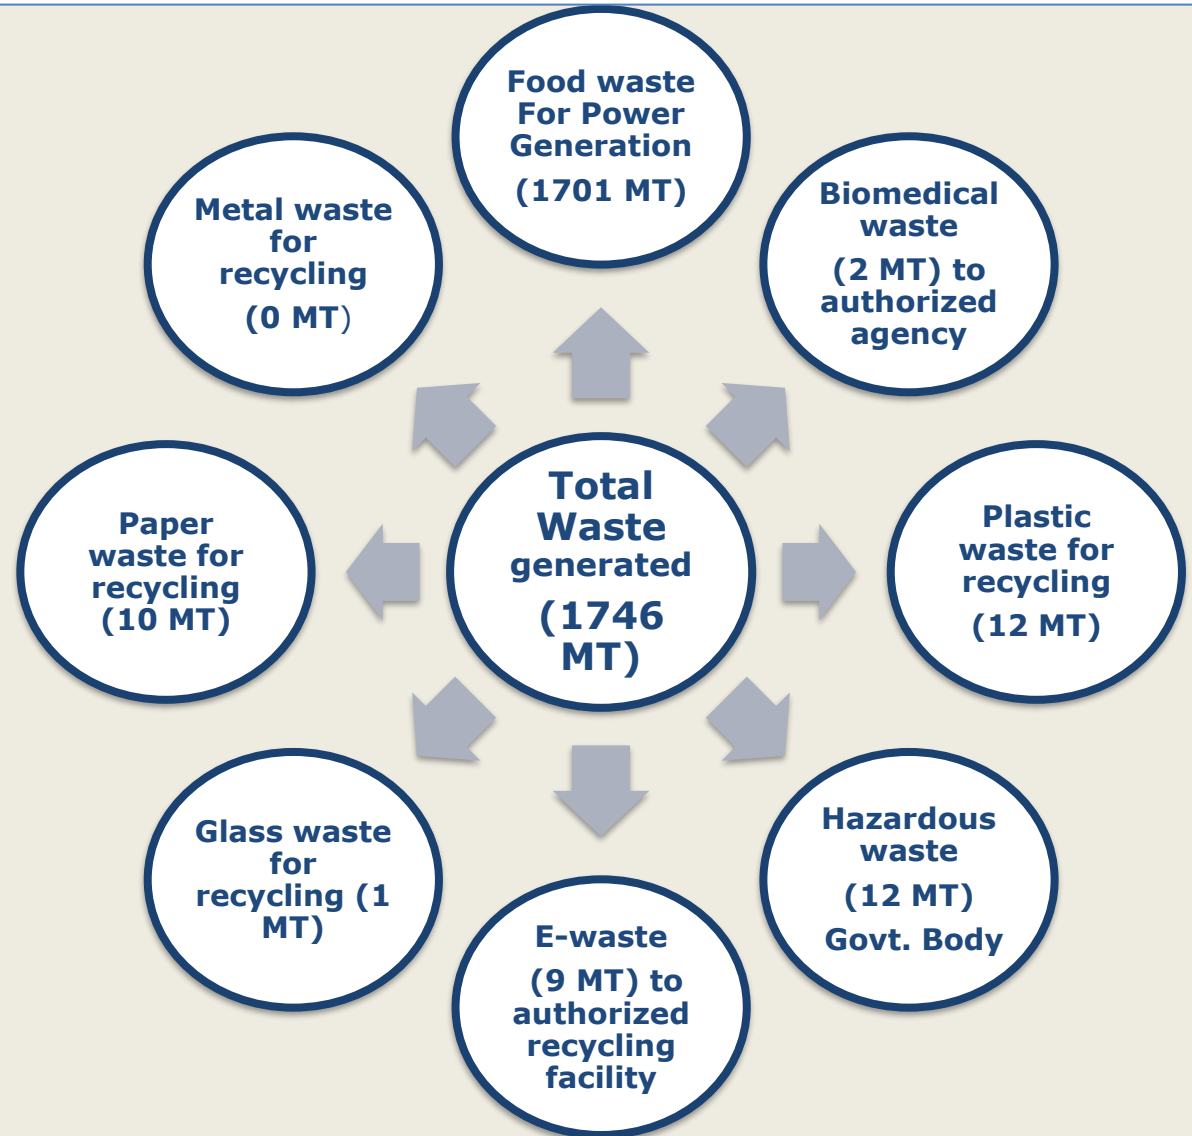 Food waste
For Power
Generation
(1701 MT)
Biomedical
waste
(2 MT) to
authorized
agency
Plastic
waste for
recycling
(12 MT)
Hazardous
waste
(12 MT)
Govt. Body
E-waste
(9 MT) to
authorized
recycling
facility
Glass waste
for
recycling (1
MT)
Paper
waste for
recycling
(10 MT)
Metal waste
for
recycling
(0 MT)
Total
Waste
generated
(1746
MT)